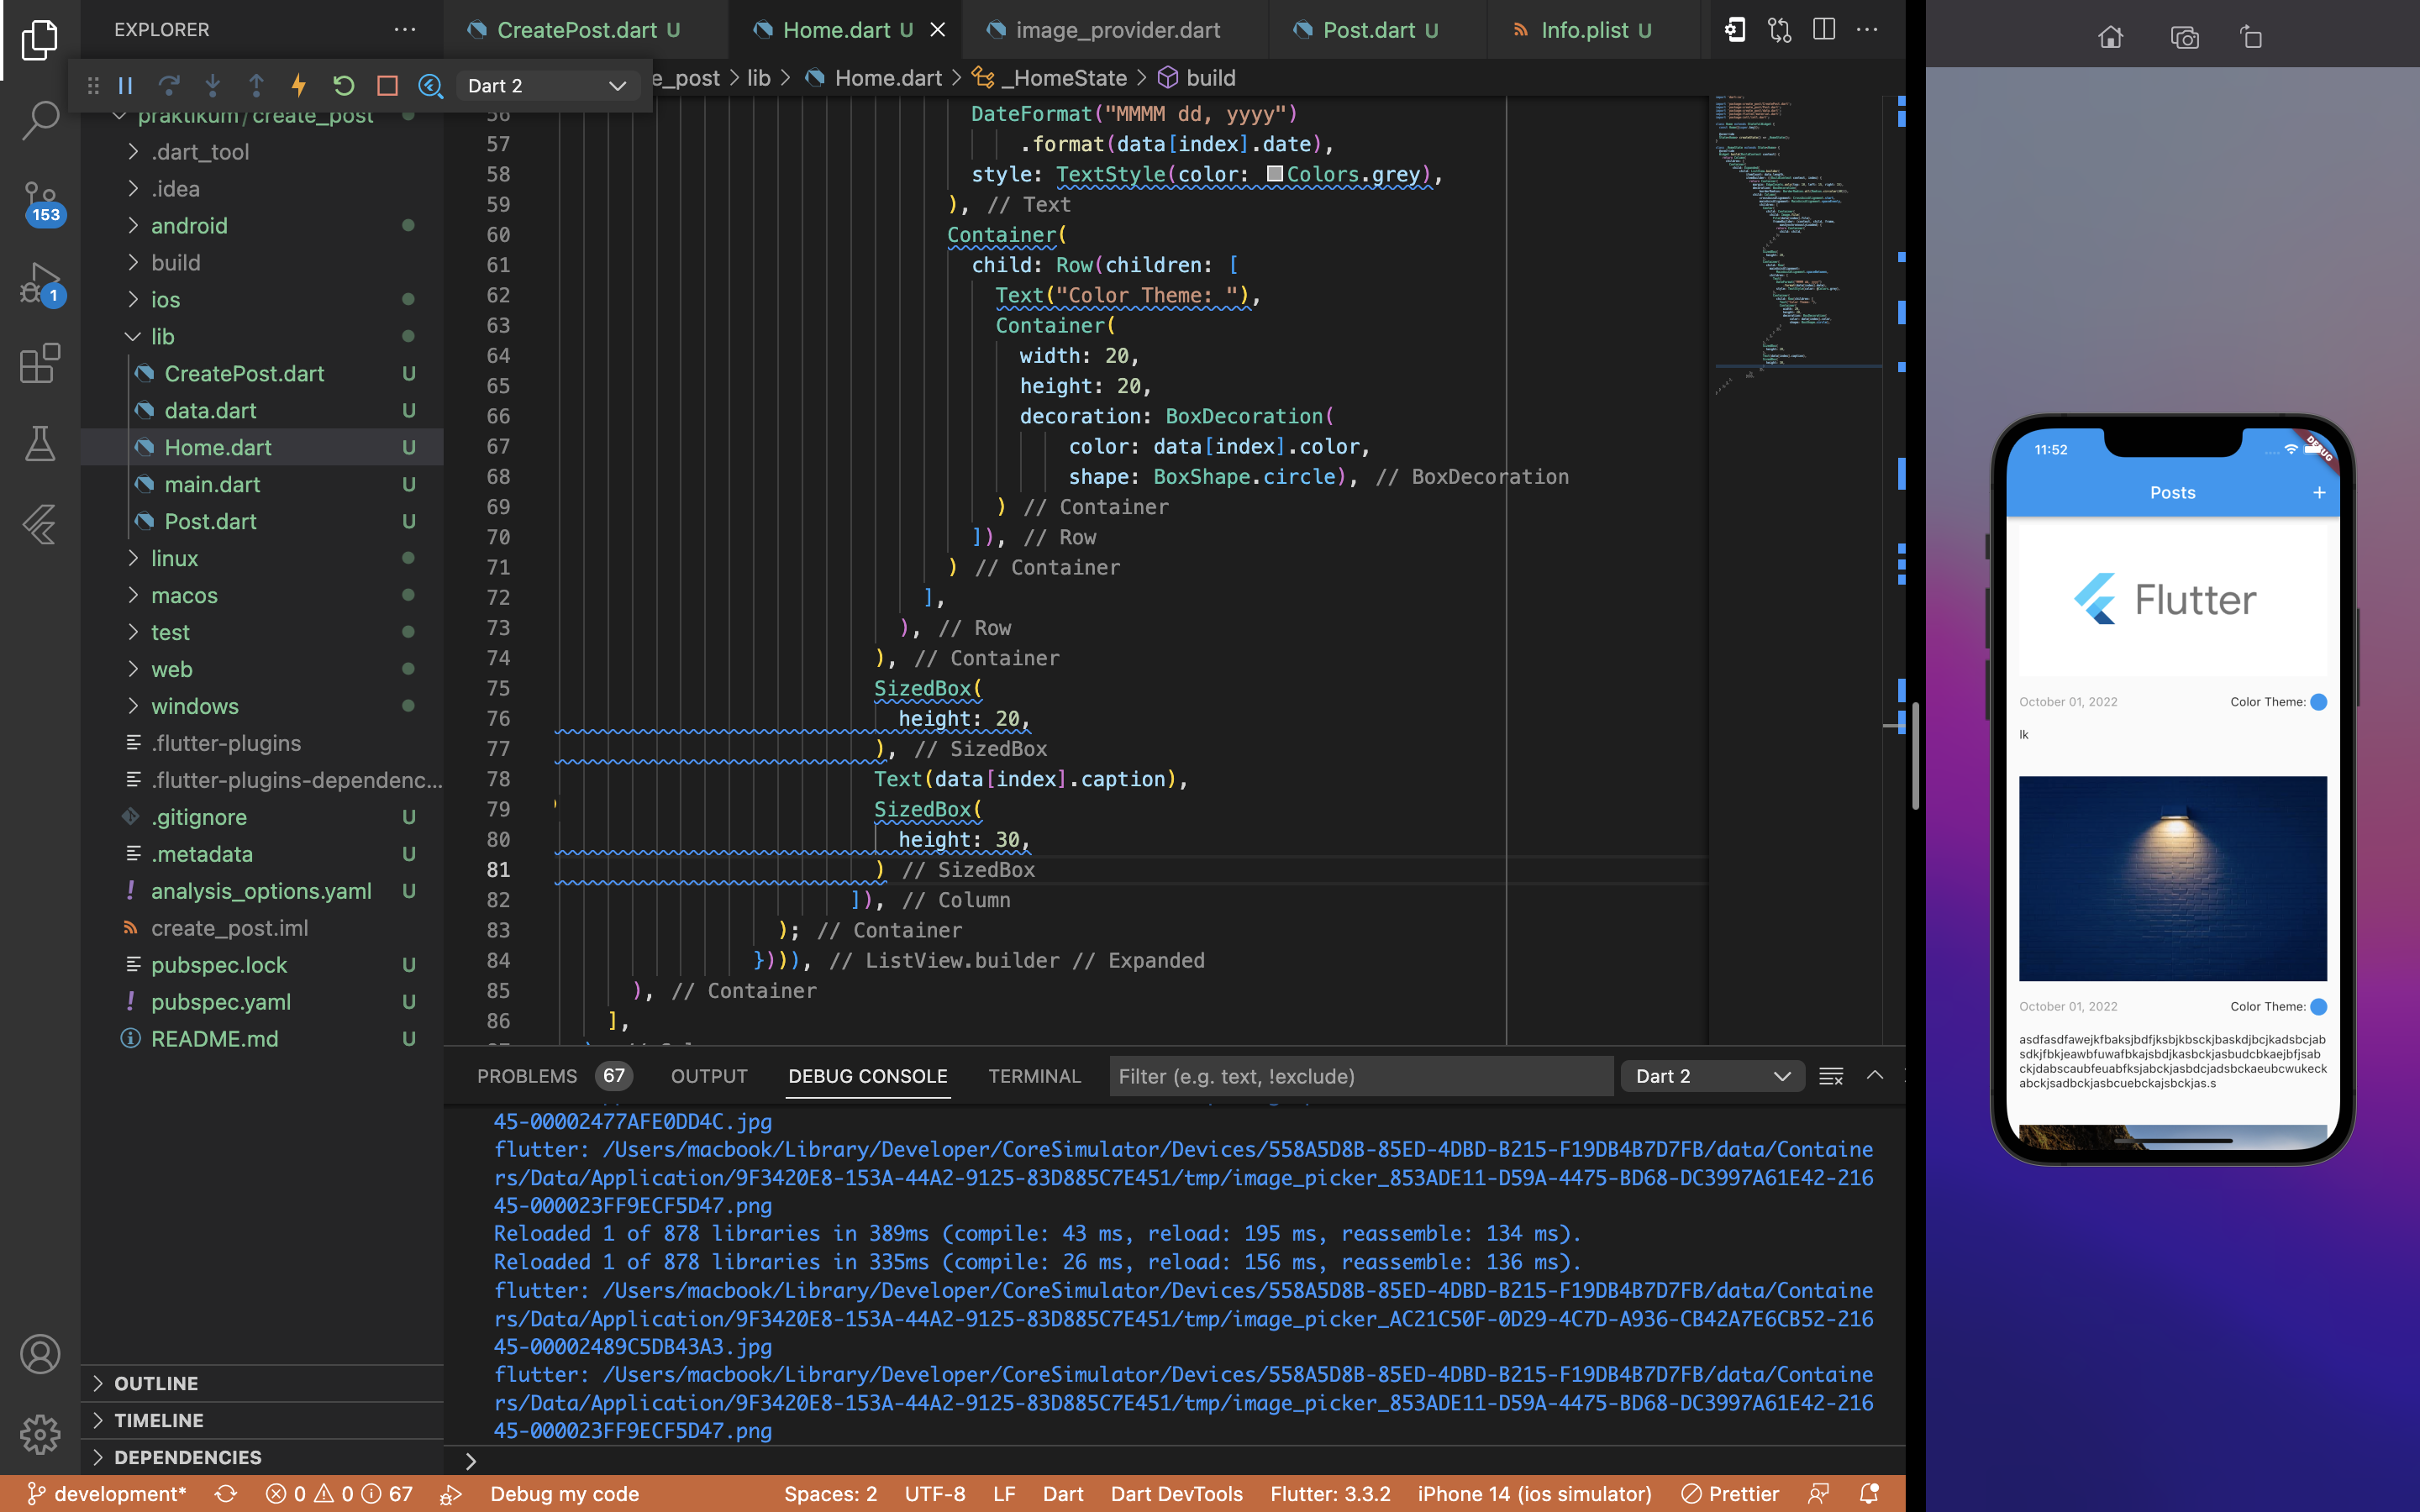 EXPLORER
CreatePost.dart U
Home.dart U
image_provider.dart
Post.dart U
Info.plist U
Dart 2
e_post > lib > Home.dart > _HomeState > build
praktikum / create_post
.dart_tool
.idea
android
build
ios
lib
CreatePost.dart U
data.dart U
Home.dart U
main.dart U
Post.dart U
linux
macos
test
web
windows
.flutter-plugins
.flutter-plugins-dependenc...
.gitignore U
.metadata U
analysis_options.yaml U
create_post.iml
pubspec.lock U
pubspec.yaml U
README.md U
OUTLINE
TIMELINE
DEPENDENCIES
153
1
56 DateFormat("MMMM dd, yyyy")
57 .format(data[index].date),
58 style: TextStyle(color: Colors.grey),
59 ), // Text
60 Container(
61 child: Row(children: [
62 Text("Color Theme: "),
63 Container(
64 width: 20,
65 height: 20,
66 decoration: BoxDecoration(
67 color: data[index].color,
68 shape: BoxShape.circle), // BoxDecoration
69 ) // Container
70 ]), // Row
71 ) // Container
72 ],
73 ), // Row
74 ), // Container
75 SizedBox(
76 height: 20,
77 ), // SizedBox
78 Text(data[index].caption),
79 SizedBox(
80 height: 30,
81 ) // SizedBox
82 ]), // Column
83 ); // Container
84 }))), // ListView.builder // Expanded
85 ), // Container
86 ],
PROBLEMS 67
OUTPUT
DEBUG CONSOLE
TERMINAL
Filter (e.g. text, !exclude)
Dart 2
45-00002477AFE0DD4C.jpg
flutter: /Users/macbook/Library/Developer/CoreSimulator/Devices/558A5D8B-85ED-4DBD-B215-F19DB4B7D7FB/data/Containe
rs/Data/Application/9F3420E8-153A-44A2-9125-83D885C7E451/tmp/image_picker_853ADE11-D59A-4475-BD68-DC3997A61E42-216
45-000023FF9ECF5D47.png
Reloaded 1 of 878 libraries in 389ms (compile: 43 ms, reload: 195 ms, reassemble: 134 ms).
Reloaded 1 of 878 libraries in 335ms (compile: 26 ms, reload: 156 ms, reassemble: 136 ms).
flutter: /Users/macbook/Library/Developer/CoreSimulator/Devices/558A5D8B-85ED-4DBD-B215-F19DB4B7D7FB/data/Containe
rs/Data/Application/9F3420E8-153A-44A2-9125-83D885C7E451/tmp/image_picker_AC21C50F-0D29-4C7D-A936-CB42A7E6CB52-216
45-00002489C5DB43A3.jpg
flutter: /Users/macbook/Library/Developer/CoreSimulator/Devices/558A5D8B-85ED-4DBD-B215-F19DB4B7D7FB/data/Containe
rs/Data/Application/9F3420E8-153A-44A2-9125-83D885C7E451/tmp/image_picker_853ADE11-D59A-4475-BD68-DC3997A61E42-216
45-000023FF9ECF5D47.png
development*
0 0 67
Debug my code
Spaces: 2
UTF-8
LF
Dart
Dart DevTools
Flutter: 3.3.2
iPhone 14 (ios simulator)
Prettier
11:52
DEBUG
Posts
+
Flutter
October 01, 2022 Color Theme:
lk
October 01, 2022 Color Theme:
asdfasdfawejkfbaksjbdfjksbjkbsckjbaskdjbcjkadsbcjab
sdkjfbkjeawbfuwafbkajsbdjkasbckjasbudcbkaejbfjsab
ckjdabscaubfeuabfksjabckjasbdcjadsbckaeubcwukeck
abckjsadbckjasbcuebckajsbckjas.s